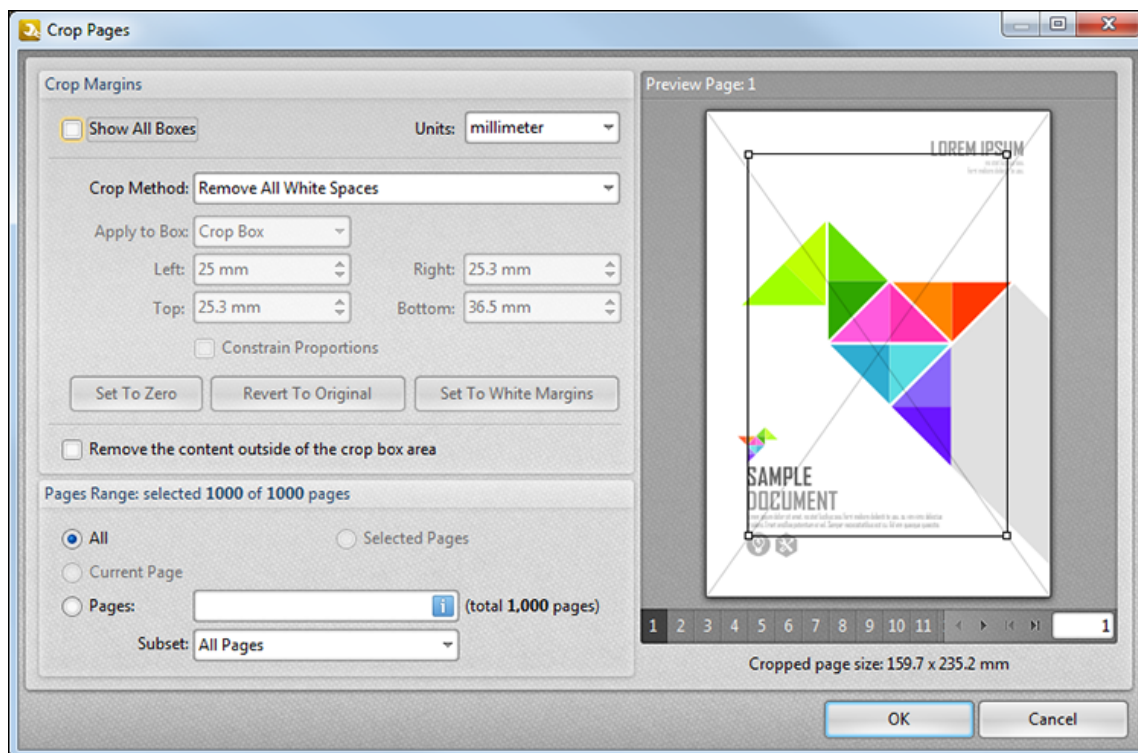 Crop Pages
Crop Margins
Show All Boxes
Units: millimeter
Crop Method: Remove All White Spaces
Apply to Box: Crop Box
Left: 25 mm Right: 25.3 mm
Top: 25.3 mm Bottom: 36.5 mm
Constrain Proportions
Set To Zero Revert To Original Set To White Margins
Remove the content outside of the crop box area
Pages Range: selected 1000 of 1000 pages
All Selected Pages
Current Page
Pages: (total 1,000 pages)
Subset: All Pages
Preview Page: 1
LOREM IPSUM
SAMPLE
DOCUMENT
1 2 3 4 5 6 7 8 9 10 11 1
Cropped page size: 159.7 x 235.2 mm
OK Cancel